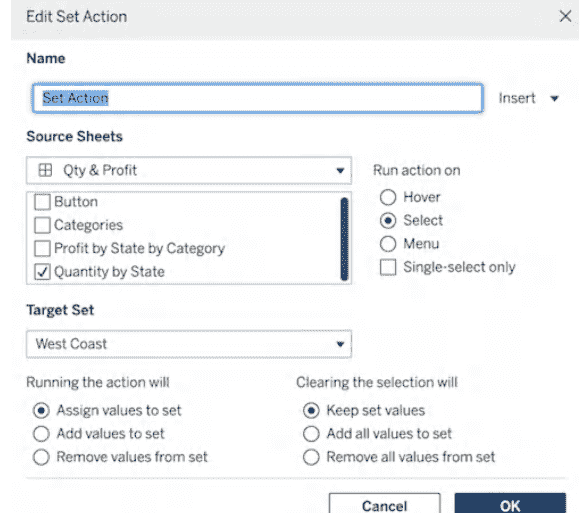 Edit Set Action
Name
Set Action Insert
Source Sheets
Qty & Profit Run action on
Button Hover
Categories Select
Profit by State by Category Menu
Quantity by State Single-select only
Target Set
West Coast
Running the action will Clearing the selection will
Assign values to set Keep set values
Add values to set Add all values to set
Remove values from set Remove all values from set
Cancel OK